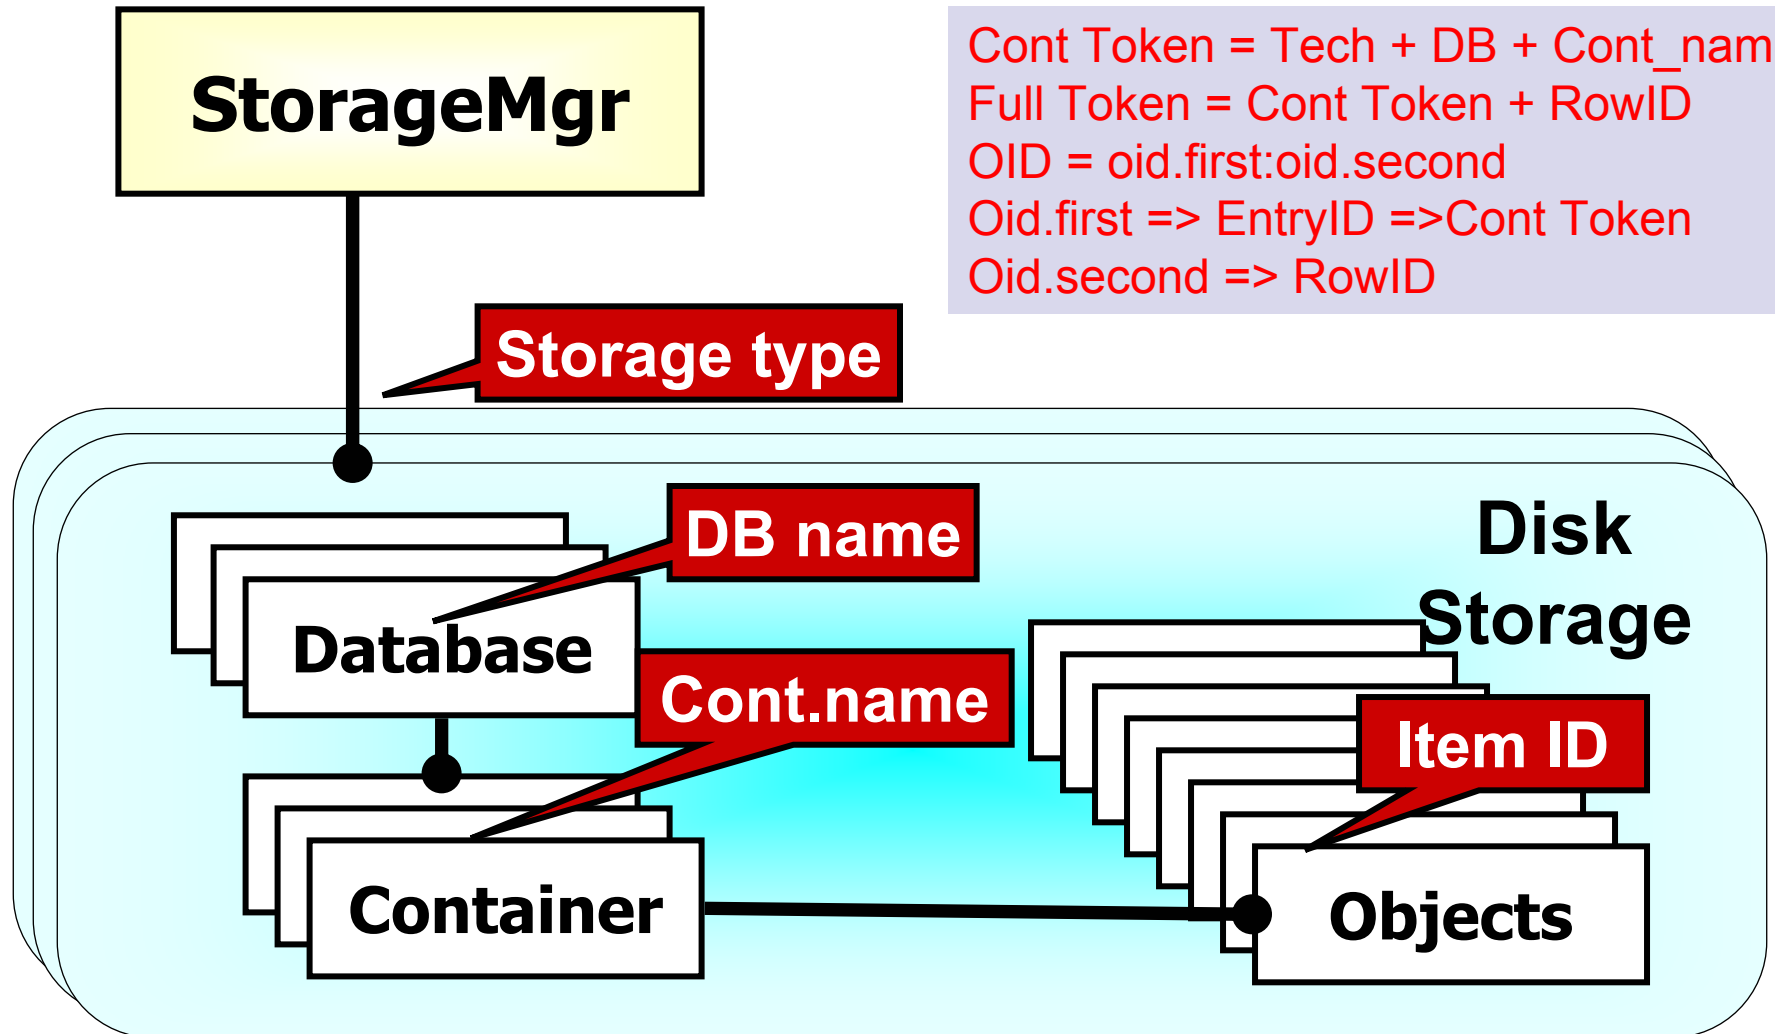 StorageMgr
Cont Token = Tech + DB + Cont_nam
Full Token = Cont Token + RowID
OID = oid.first:oid.second
Oid.first => EntryID =>Cont Token
Oid.second => RowID
Storage type
DB name
Disk
Storage
Database
Cont.name
Item ID
Container
Objects